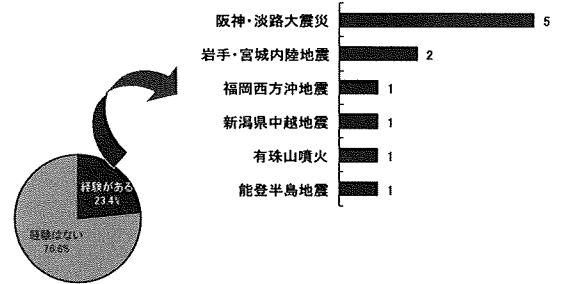 阪神・淡路大震災 5
岩手・宮城内陸地震 2
福岡西方沖地震 1
新潟県中越地震 1
有珠山噴火 1
能登半島地震 1
経験がある
23.4%
経験はない
76.6%